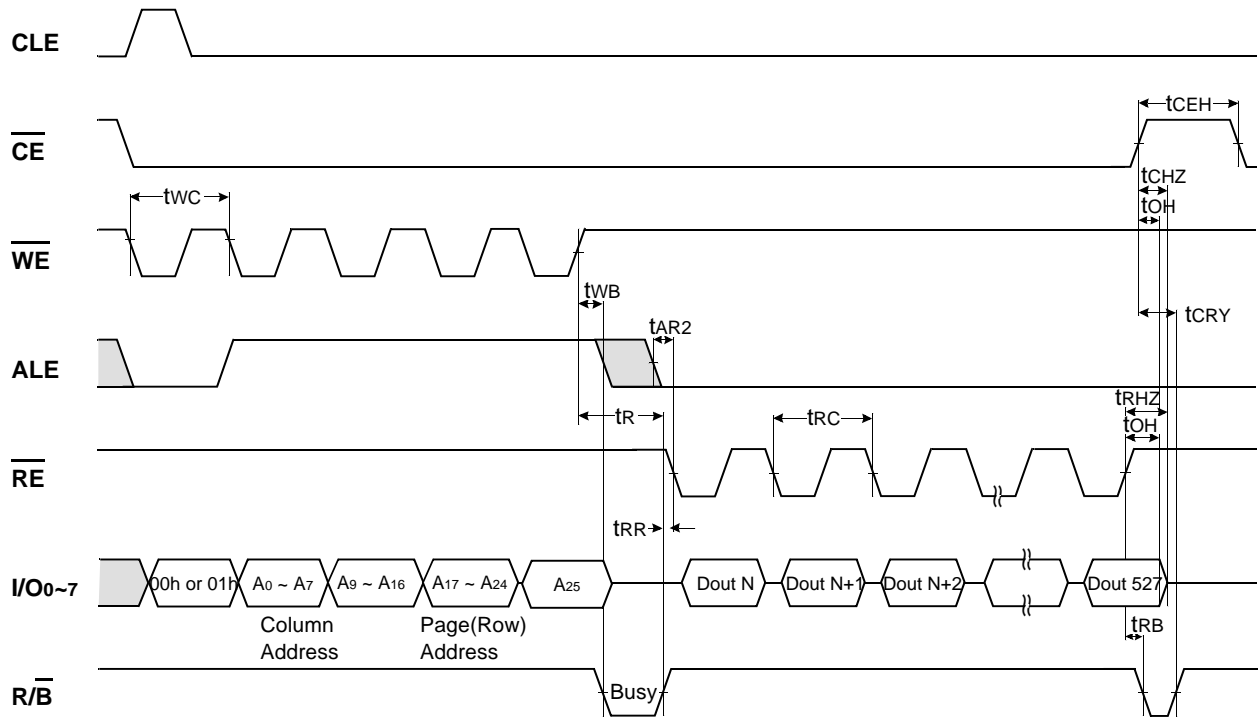 CLE
CE
tCEH
tCHZ
tOH
tWC
WE
tWB
tCRY
tAR2
ALE
tRHZ
tR
tRC
tOH
RE
tRR
I/O0~7
00h or 01h
A0 ~ A7
A9 ~ A16
A17 ~ A24
A25
Dout N
Dout N+1
Dout N+2
Dout 527
Column
Address
Page(Row)
Address
tRB
R/B
Busy